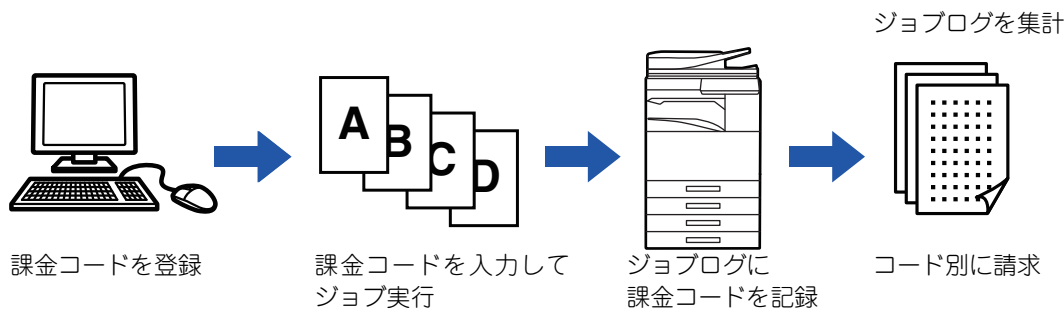 ジョブログを集計
A
B
C
D
課金コードを登録
課金コードを入力して
ジョブ実行
ジョブログに
課金コードを記録
コード別に請求